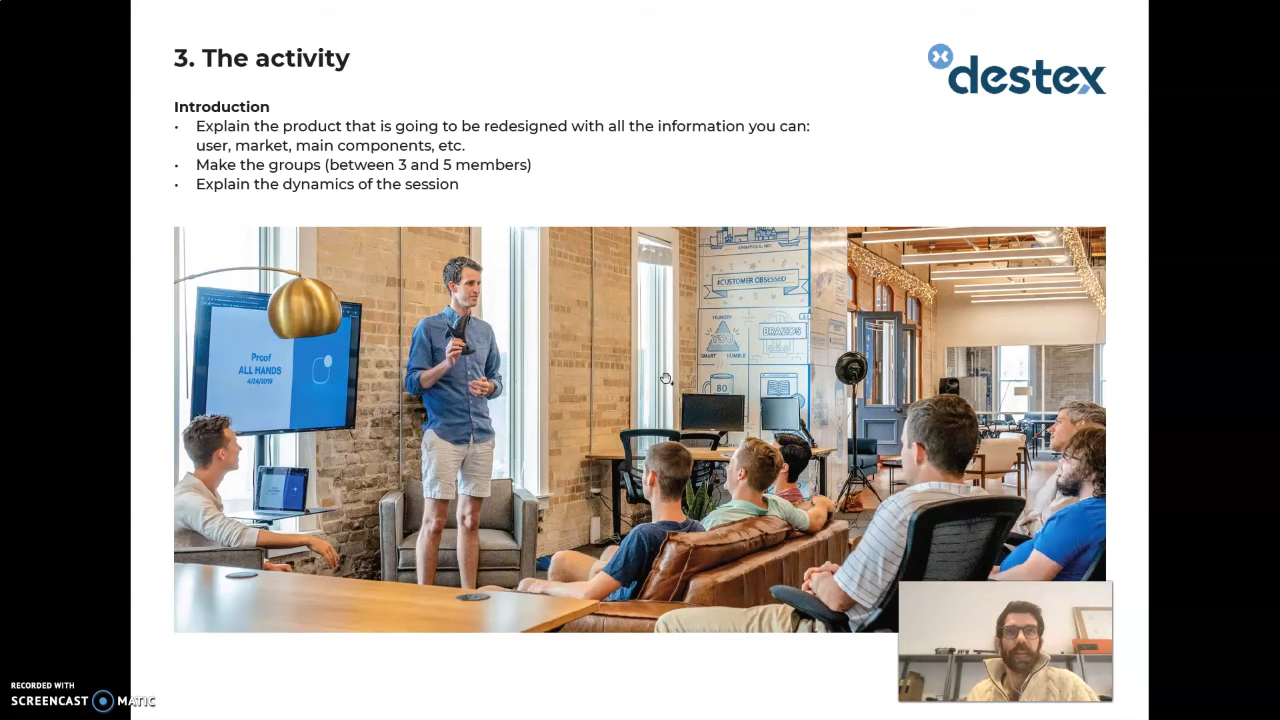 3. The activity
destex
Introduction
• Explain the product that is going to be redesigned with all the information you can:
user, market, main components, etc.
• Make the groups (between 3 and 5 members)
• Explain the dynamics of the session
#CUSTOMER OBSESSED
HUNGRY
YOU
SMART HUMBLE
BRAZOS
80
Proof
ALL HANDS
4/24/2019
RECORDED WITH
SCREENCAST MATIC